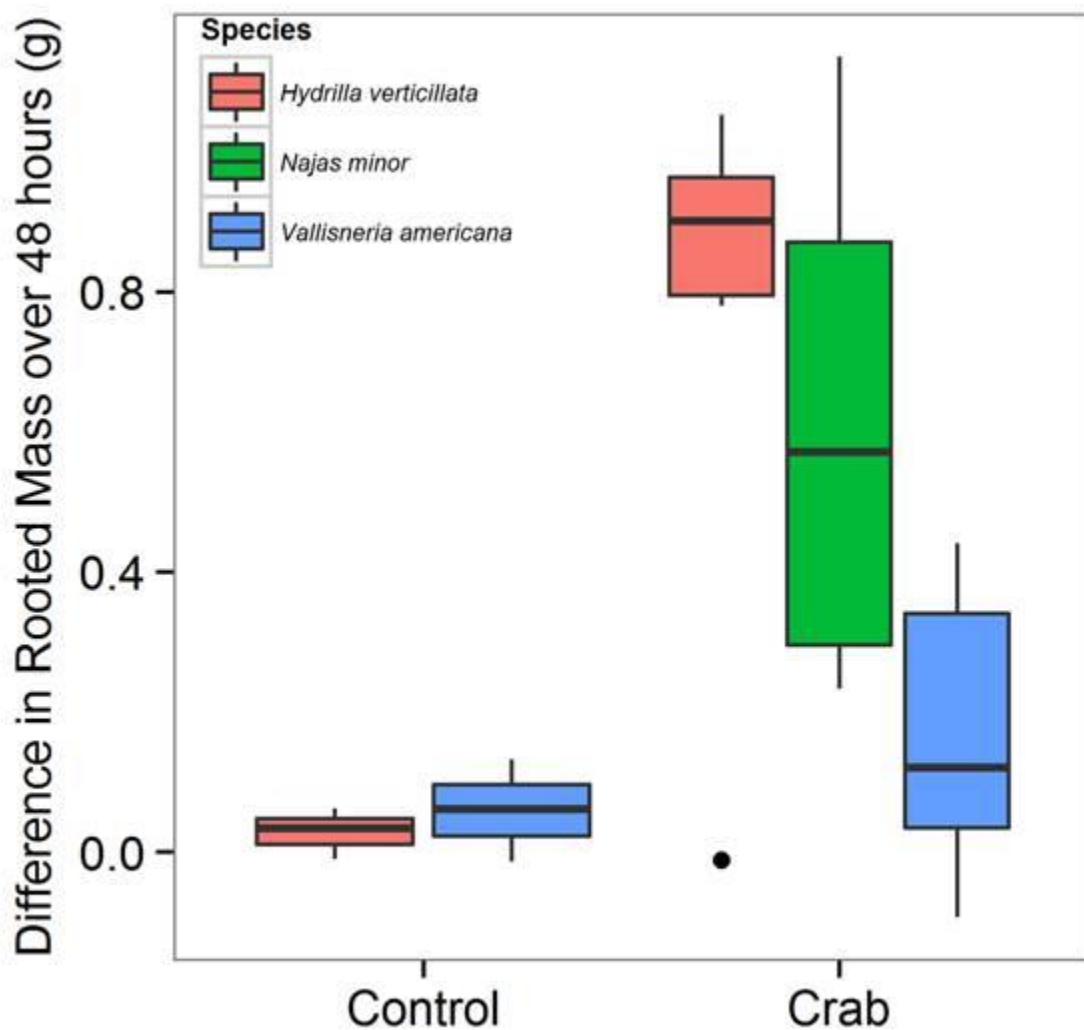 Difference in Rooted Mass over 48 hours (g)
Species
Hydrilla verticillata
Najas minor
Vallisneria americana
0.8
0.4
0.0
Control
Crab